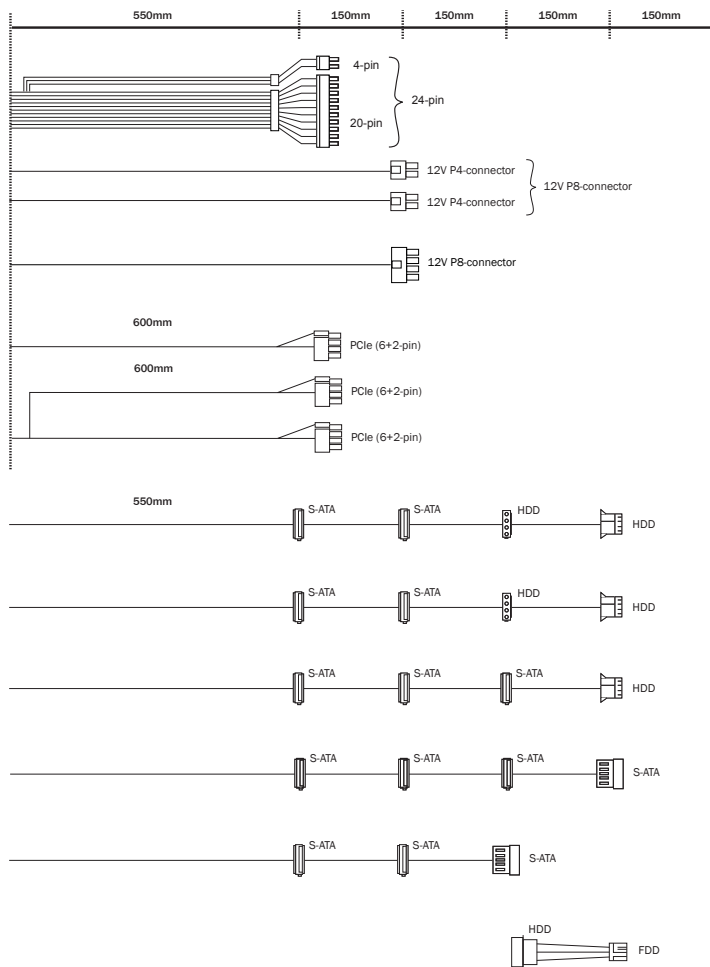 550mm 150mm 150mm 150mm 150mm
4-pin
24-pin
20-pin
12V P4-connector
12V P8-connector
12V P4-connector
12V P8-connector
600mm
PCIe (6+2-pin)
600mm
PCIe (6+2-pin)
PCIe (6+2-pin)
550mm
S-ATA S-ATA HDD
HDD
S-ATA S-ATA HDD
HDD
S-ATA S-ATA S-ATA
HDD
S-ATA S-ATA S-ATA
S-ATA
S-ATA S-ATA
S-ATA
HDD
FDD